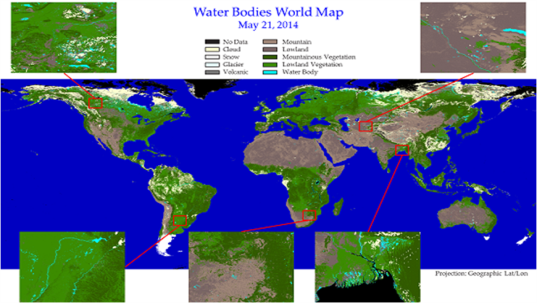 Water Bodies World Map
May 21, 2014
No Data
Cloud
Snow
Glacier
Volcanic
Mountain
Lowland
Mountainous Vegetation
Lowland Vegetation
Water Body
Projection: Geographic Lat/Lon